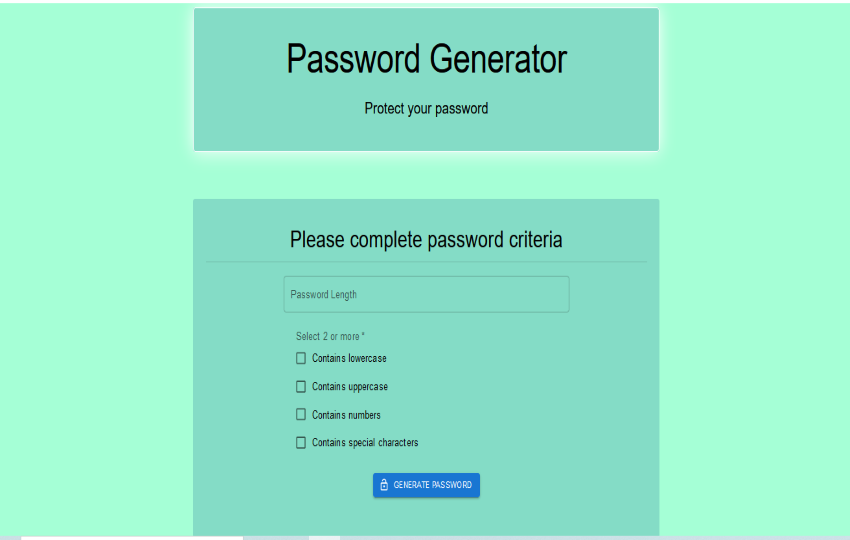 Password Generator
Protect your password
Please complete password criteria
Password Length
Select 2 or more *
Contains lowercase
Contains uppercase
Contains numbers
Contains special characters
GENERATE PASSWORD